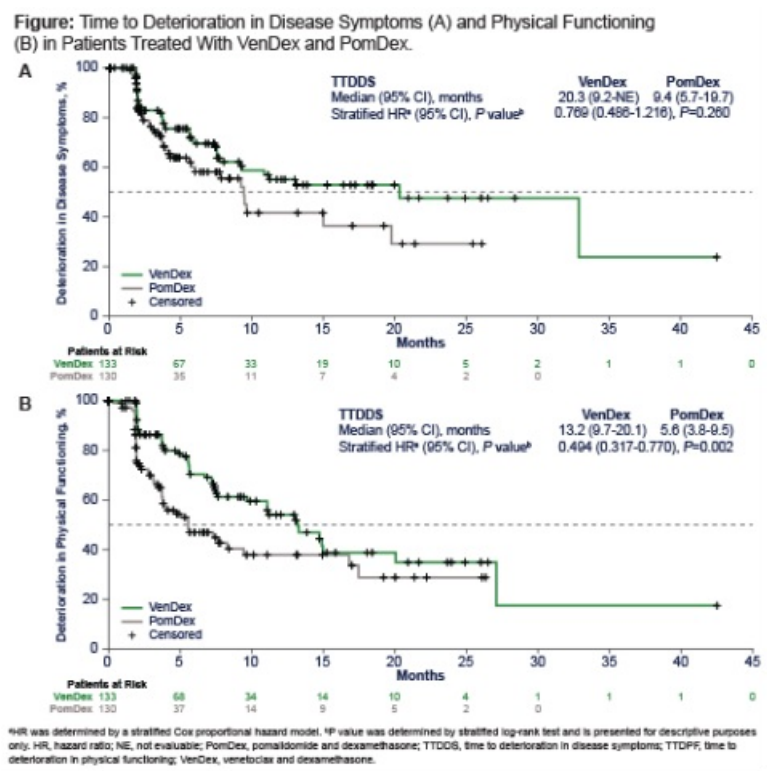 Figure: Time to Deterioration in Disease Symptoms (A) and Physical Functioning
(B) in Patients Treated With VenDex and PomDex.
A
Deterioration in Disease Symptoms, %
100
80
60
40
20
0
TTDDS VenDex PomDex
Median (95% CI), months 20.3 (9.2-NE) 9.4 (5.7-19.7)
Stratified HRᵃ (95% CI), P valueᵇ 0.769 (0.486-1.216), P=0.260
VenDex
PomDex
Censored
0 5 10 15 20 25 30 35 40 45
Months
Patients at Risk
VenDex 133 67 33 19 10 5 2 1 1 0
PomDex 130 35 11 7 4 2 0
B
Deterioration in Physical Functioning, %
100
80
60
40
20
0
TTDDS VenDex PomDex
Median (95% CI), months 13.2 (9.7-20.1) 5.6 (3.8-9.5)
Stratified HRᵃ (95% CI), P valueᵇ 0.494 (0.317-0.770), P=0.002
VenDex
PomDex
Censored
0 5 10 15 20 25 30 35 40 45
Months
Patients at Risk
VenDex 133 68 34 14 10 4 1 1 1 0
PomDex 130 37 14 9 5 2 0
ᵃHR was determined by a stratified Cox proportional hazard model. ᵇP value was determined by stratified log-rank test and is presented for descriptive purposes
only. HR, hazard ratio; NE, not evaluable; PomDex, pomalidomide and dexamethasone; TTDDS, time to deterioration in disease symptoms; TTDPF, time to
deterioration in physical functioning; VenDex, venetoclax and dexamethasone.